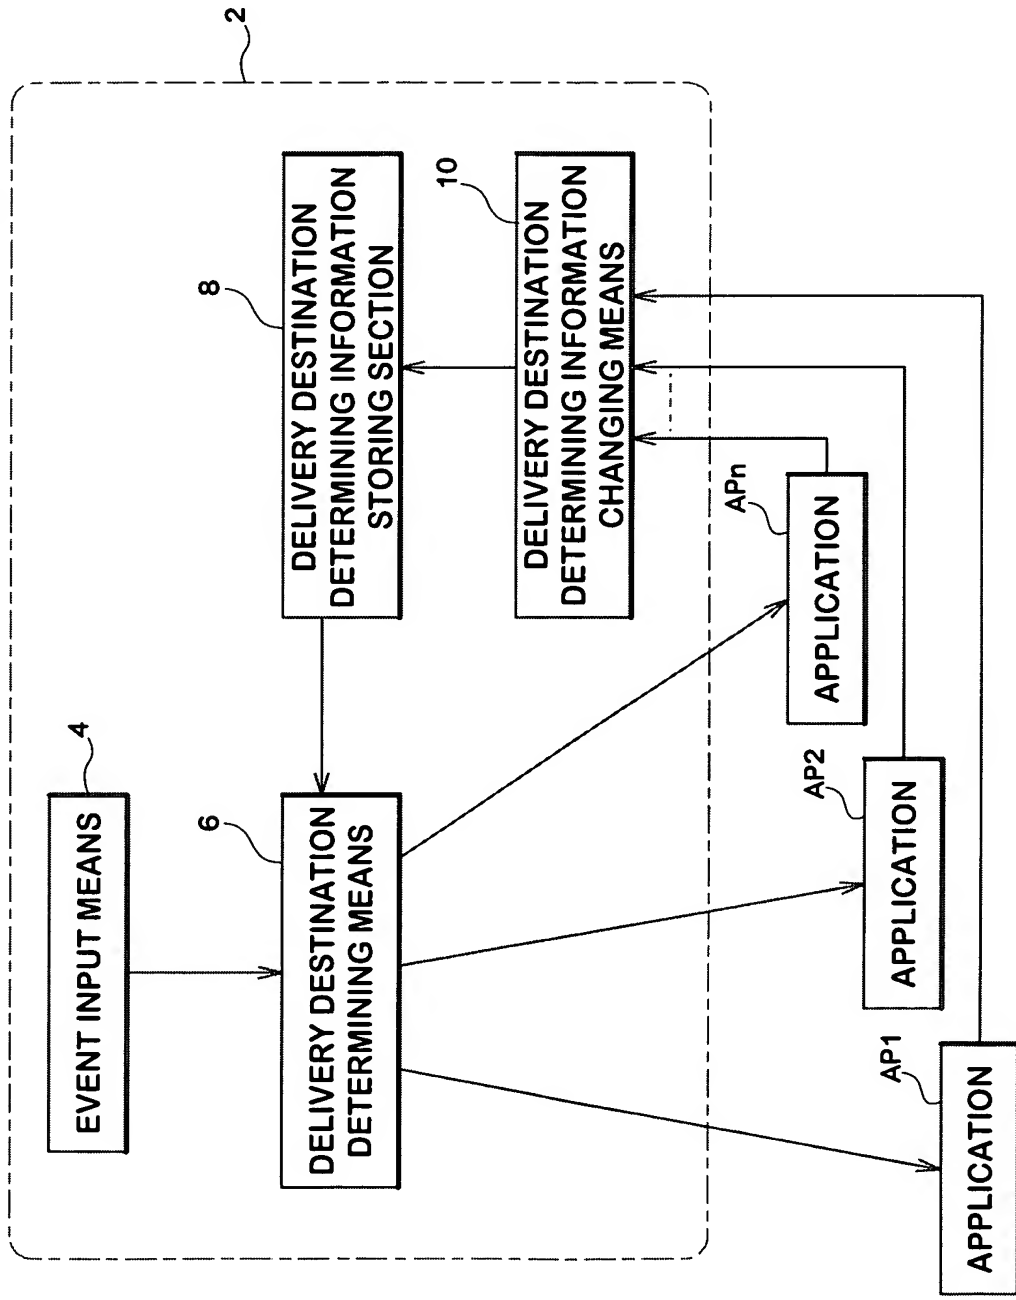 2
EVENT INPUT MEANS
4
DELIVERY DESTINATION
DETERMINING MEANS
6
DELIVERY DESTINATION
DETERMINING INFORMATION
STORING SECTION
8
DELIVERY DESTINATION
DETERMINING INFORMATION
CHANGING MEANS
10
APPLICATION
AP1
APPLICATION
AP2
APPLICATION
APn